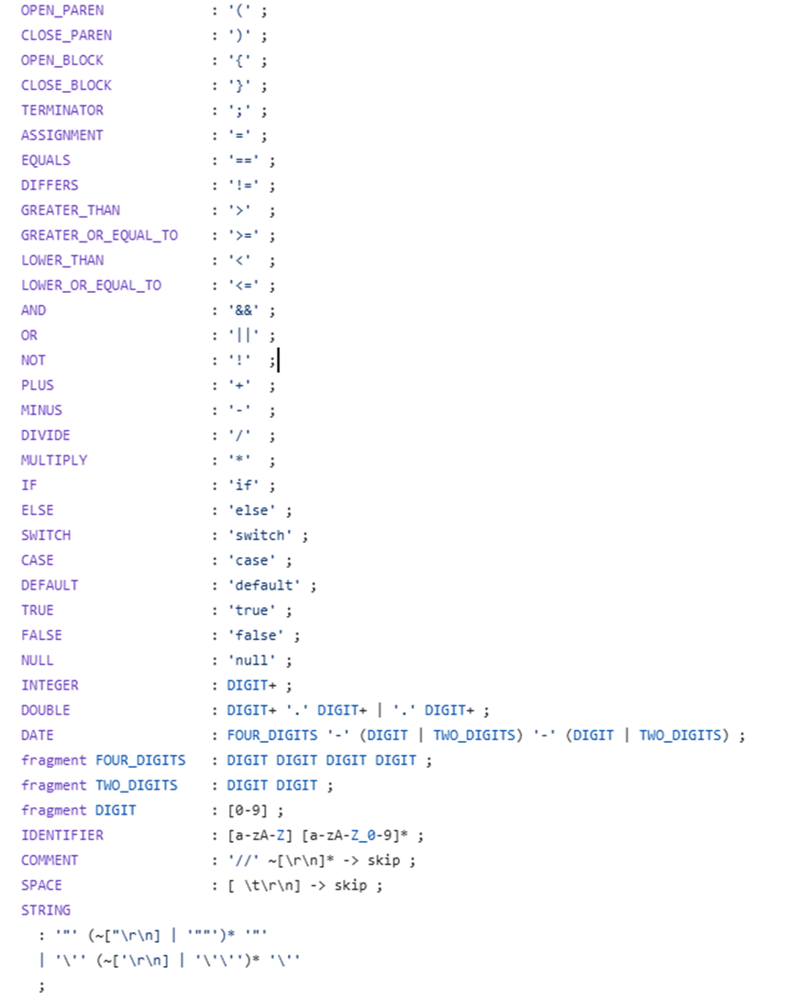 OPEN_PAREN : '(' ;
CLOSE_PAREN : ')' ;
OPEN_BLOCK : '{' ;
CLOSE_BLOCK : '}' ;
TERMINATOR : ';' ;
ASSIGNMENT : '=' ;
EQUALS : '==' ;
DIFFERS : '!=' ;
GREATER_THAN : '>' ;
GREATER_OR_EQUAL_TO : '>=' ;
LOWER_THAN : '<' ;
LOWER_OR_EQUAL_TO : '<=' ;
AND : '&&' ;
OR : '||' ;
NOT : '!' ;
PLUS : '+' ;
MINUS : '-' ;
DIVIDE : '/' ;
MULTIPLY : '*' ;
IF : 'if' ;
ELSE : 'else' ;
SWITCH : 'switch' ;
CASE : 'case' ;
DEFAULT : 'default' ;
TRUE : 'true' ;
FALSE : 'false' ;
NULL : 'null' ;
INTEGER : DIGIT+ ;
DOUBLE : DIGIT+ '.' DIGIT+ | '.' DIGIT+ ;
DATE : FOUR_DIGITS '-' (DIGIT | TWO_DIGITS) '-' (DIGIT | TWO_DIGITS) ;
fragment FOUR_DIGITS : DIGIT DIGIT DIGIT DIGIT ;
fragment TWO_DIGITS : DIGIT DIGIT ;
fragment DIGIT : [0-9] ;
IDENTIFIER : [a-zA-Z] [a-zA-Z_0-9]* ;
COMMENT : '//' ~[\r\n]* -> skip ;
SPACE : [ \t\r\n] -> skip ;
STRING
: '"' (~["\r\n] | '""')* '"'
| '\'' (~['\r\n] | '\'\'')* '\''
;